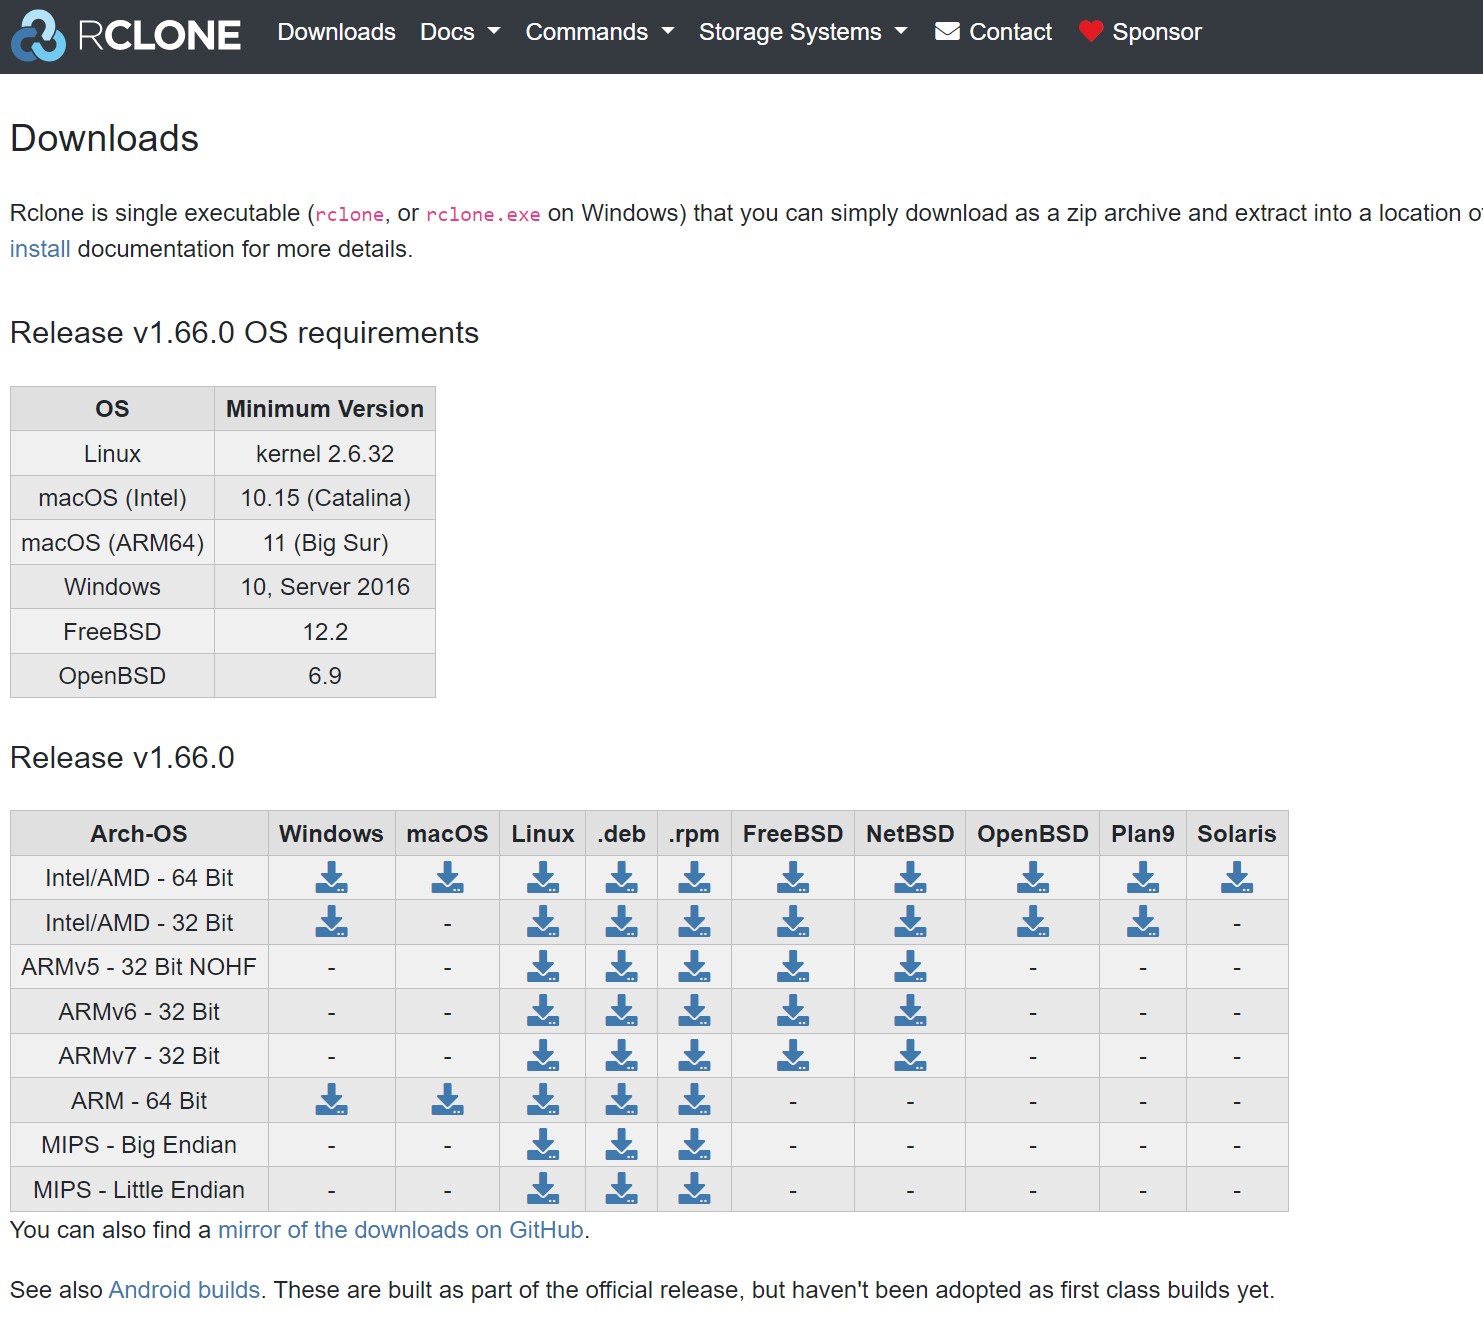 RCLONE Downloads Docs Commands Storage Systems Contact Sponsor
Downloads
Rclone is single executable (rclone, or rclone.exe on Windows) that you can simply download as a zip archive and extract into a location
install documentation for more details.
Release v1.66.0 OS requirements
OS Minimum Version
Linux kernel 2.6.32
macOS (Intel) 10.15 (Catalina)
macOS (ARM64) 11 (Big Sur)
Windows 10, Server 2016
FreeBSD 12.2
OpenBSD 6.9
Release v1.66.0
Arch-OS Windows macOS Linux .deb .rpm FreeBSD NetBSD OpenBSD Plan9 Solaris
Intel/AMD - 64 Bit
Intel/AMD - 32 Bit - -
ARMv5 - 32 Bit NOHF - - - - -
ARMv6 - 32 Bit - - - - -
ARMv7 - 32 Bit - - - - -
ARM - 64 Bit - - - - -
MIPS - Big Endian - - - - - - -
MIPS - Little Endian - - - - - - -
You can also find a mirror of the downloads on GitHub.
See also Android builds. These are built as part of the official release, but haven't been adopted as first class builds yet.